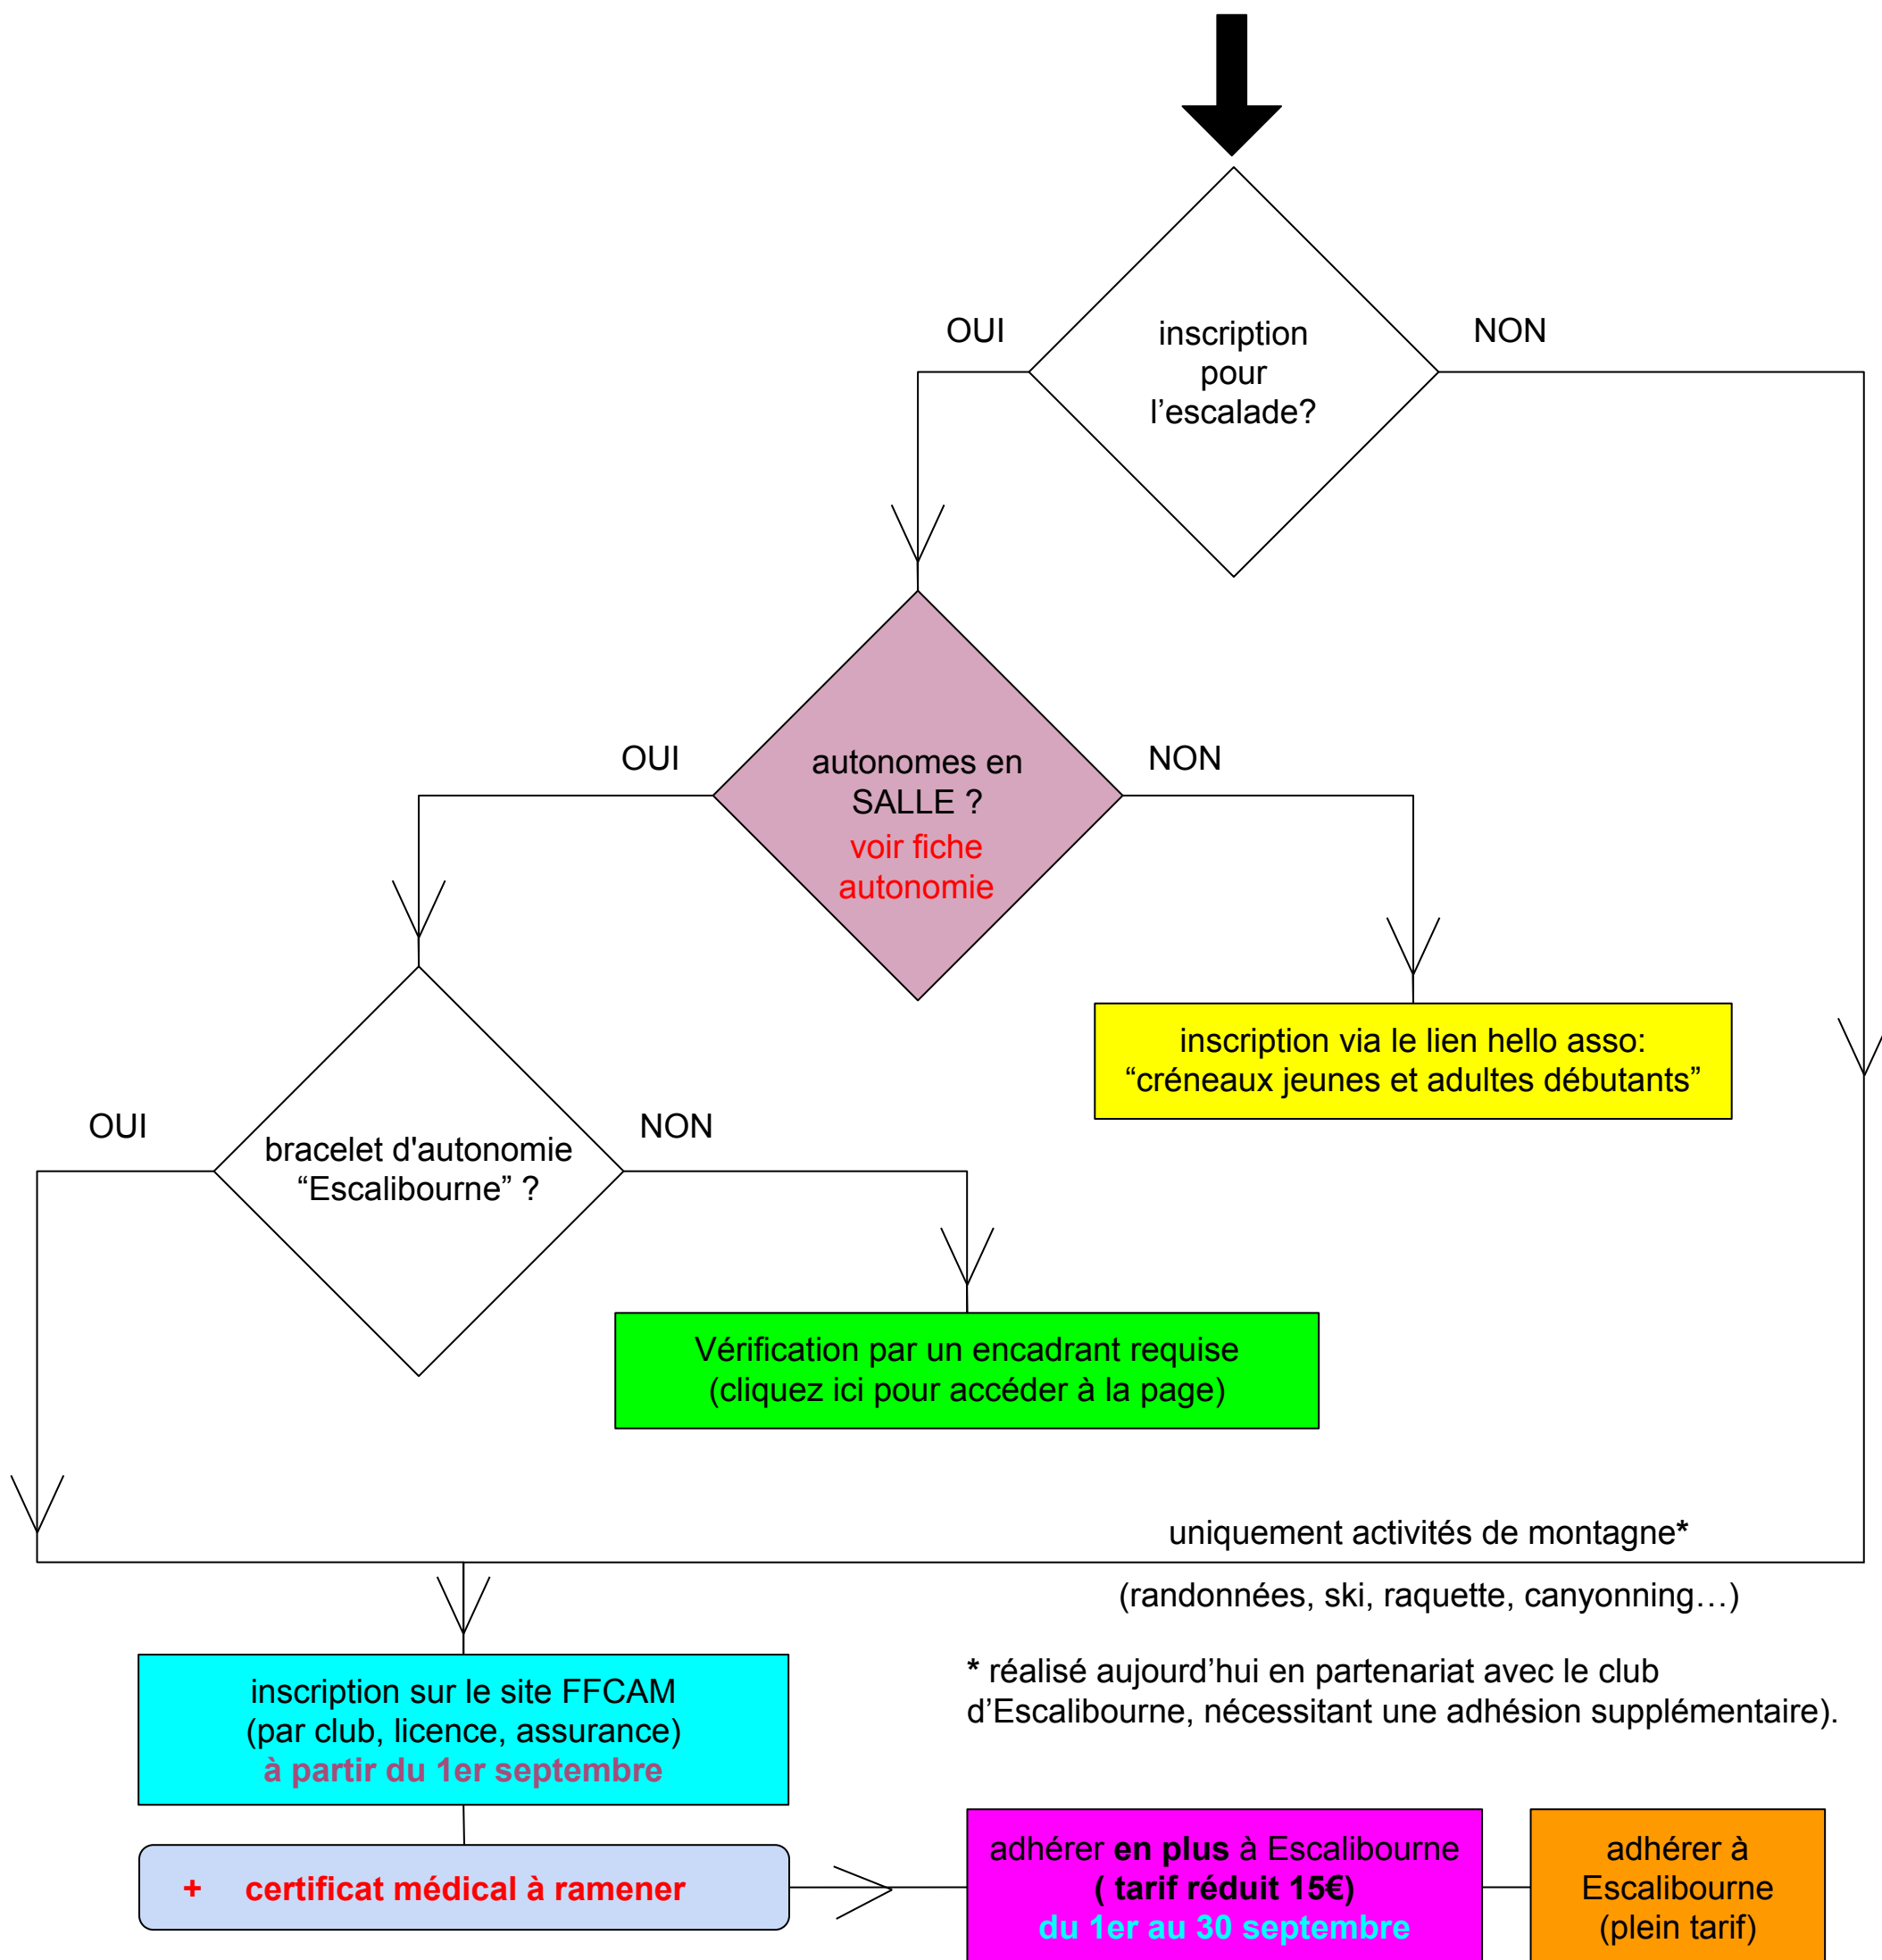 OUI
inscription
pour
l’escalade?
NON
OUI
autonomes en
SALLE ?
voir fiche
autonomie
NON
inscription via le lien hello asso:
“créneaux jeunes et adultes débutants”
OUI
bracelet d'autonomie
“Escalibourne” ?
NON
Vérification par un encadrant requise
(cliquez ici pour accéder à la page)
uniquement activités de montagne*
(randonnées, ski, raquette, canyonning…)
* réalisé aujourd’hui en partenariat avec le club
d’Escalibourne, nécessitant une adhésion supplémentaire).
inscription sur le site FFCAM
(par club, licence, assurance)
à partir du 1er septembre
+ certificat médical à ramener
adhérer en plus à Escalibourne
( tarif réduit 15€)
du 1er au 30 septembre
adhérer à
Escalibourne
(plein tarif)